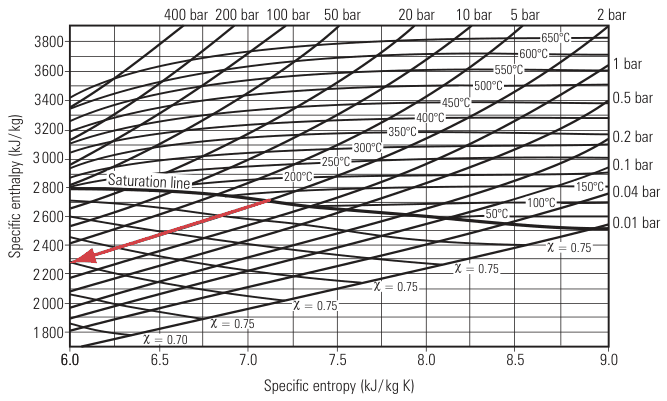 400 bar 200 bar 100 bar 50 bar 20 bar 10 bar 5 bar 2 bar
3800
3600
3400
3200
3000
2800
2600
2400
2200
2000
1800
Specific enthalpy (kJ/kg)
650°C
600°C
550°C
500°C
450°C
400°C
350°C
300°C
250°C
200°C
150°C
100°C
50°C
Saturation line
1 bar
0.5 bar
0.2 bar
0.1 bar
0.04 bar
0.01 bar
χ = 0.75
χ = 0.75
χ = 0.75
χ = 0.75
χ = 0.75
χ = 0.70
6.0 6.5 7.0 7.5 8.0 8.5 9.0
Specific entropy (kJ/kg K)